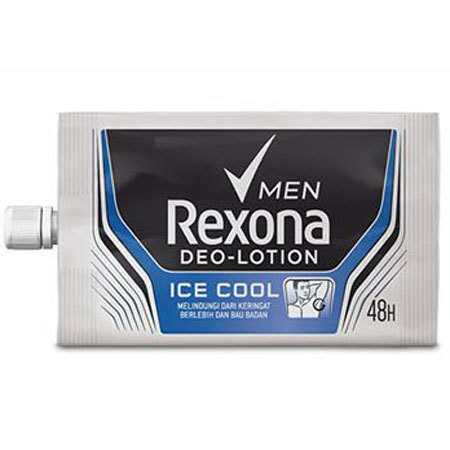 MEN
Rexona
DEO-LOTION
ICE COOL
MELINDUNGI DARI KERINGAT
BERLEBIH DAN BAU BADAN
48H